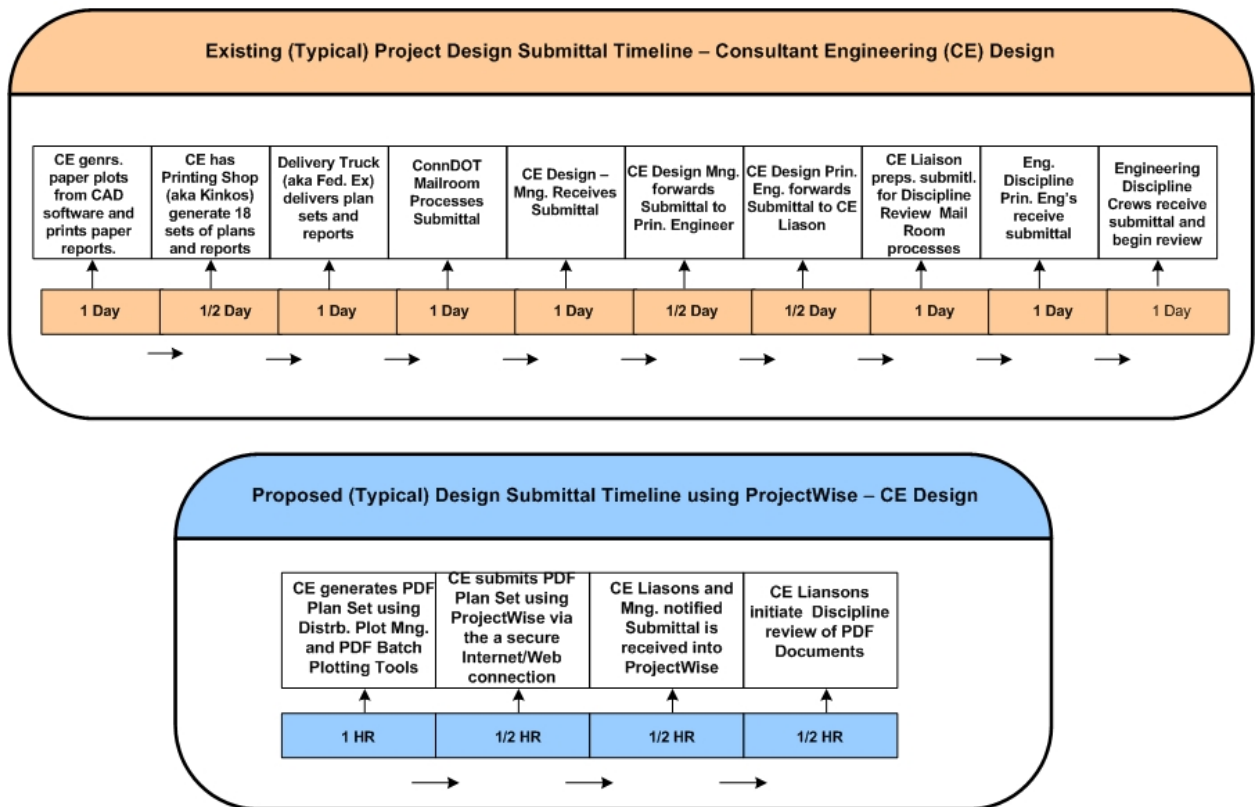 Existing (Typical) Project Design Submittal Timeline – Consultant Engineering (CE) Design
CE genrs.
paper plots
from CAD
software and
prints paper
reports.
CE has
Printing Shop
(aka Kinkos)
generate 18
sets of plans
and reports
Delivery Truck
(aka Fed. Ex)
delivers plan
sets and
reports
ConnDOT
Mailroom
Processes
Submittal
CE Design –
Mng. Receives
Submittal
CE Design Mng.
forwards
Submittal to
Prin. Engineer
CE Design Prin.
Eng. forwards
Submittal to CE
Liason
CE Liaison
preps. submitl.
for Discipline
Review Mail
Room
processes
Eng.
Discipline
Prin. Eng's
receive
submittal
Engineering
Discipline
Crews receive
submittal and
begin review
1 Day
1/2 Day
1 Day
1 Day
1 Day
1/2 Day
1/2 Day
1 Day
1 Day
1 Day
Proposed (Typical) Design Submittal Timeline using ProjectWise – CE Design
CE generates PDF
Plan Set using
Distrb. Plot Mng.
and PDF Batch
Plotting Tools
CE submits PDF
Plan Set using
ProjectWise via
the a secure
Internet/Web
connection
CE Liasons and
Mng. notified
Submittal is
received into
ProjectWise
CE Liansons
initiate Discipline
review of PDF
Documents
1 HR
1/2 HR
1/2 HR
1/2 HR